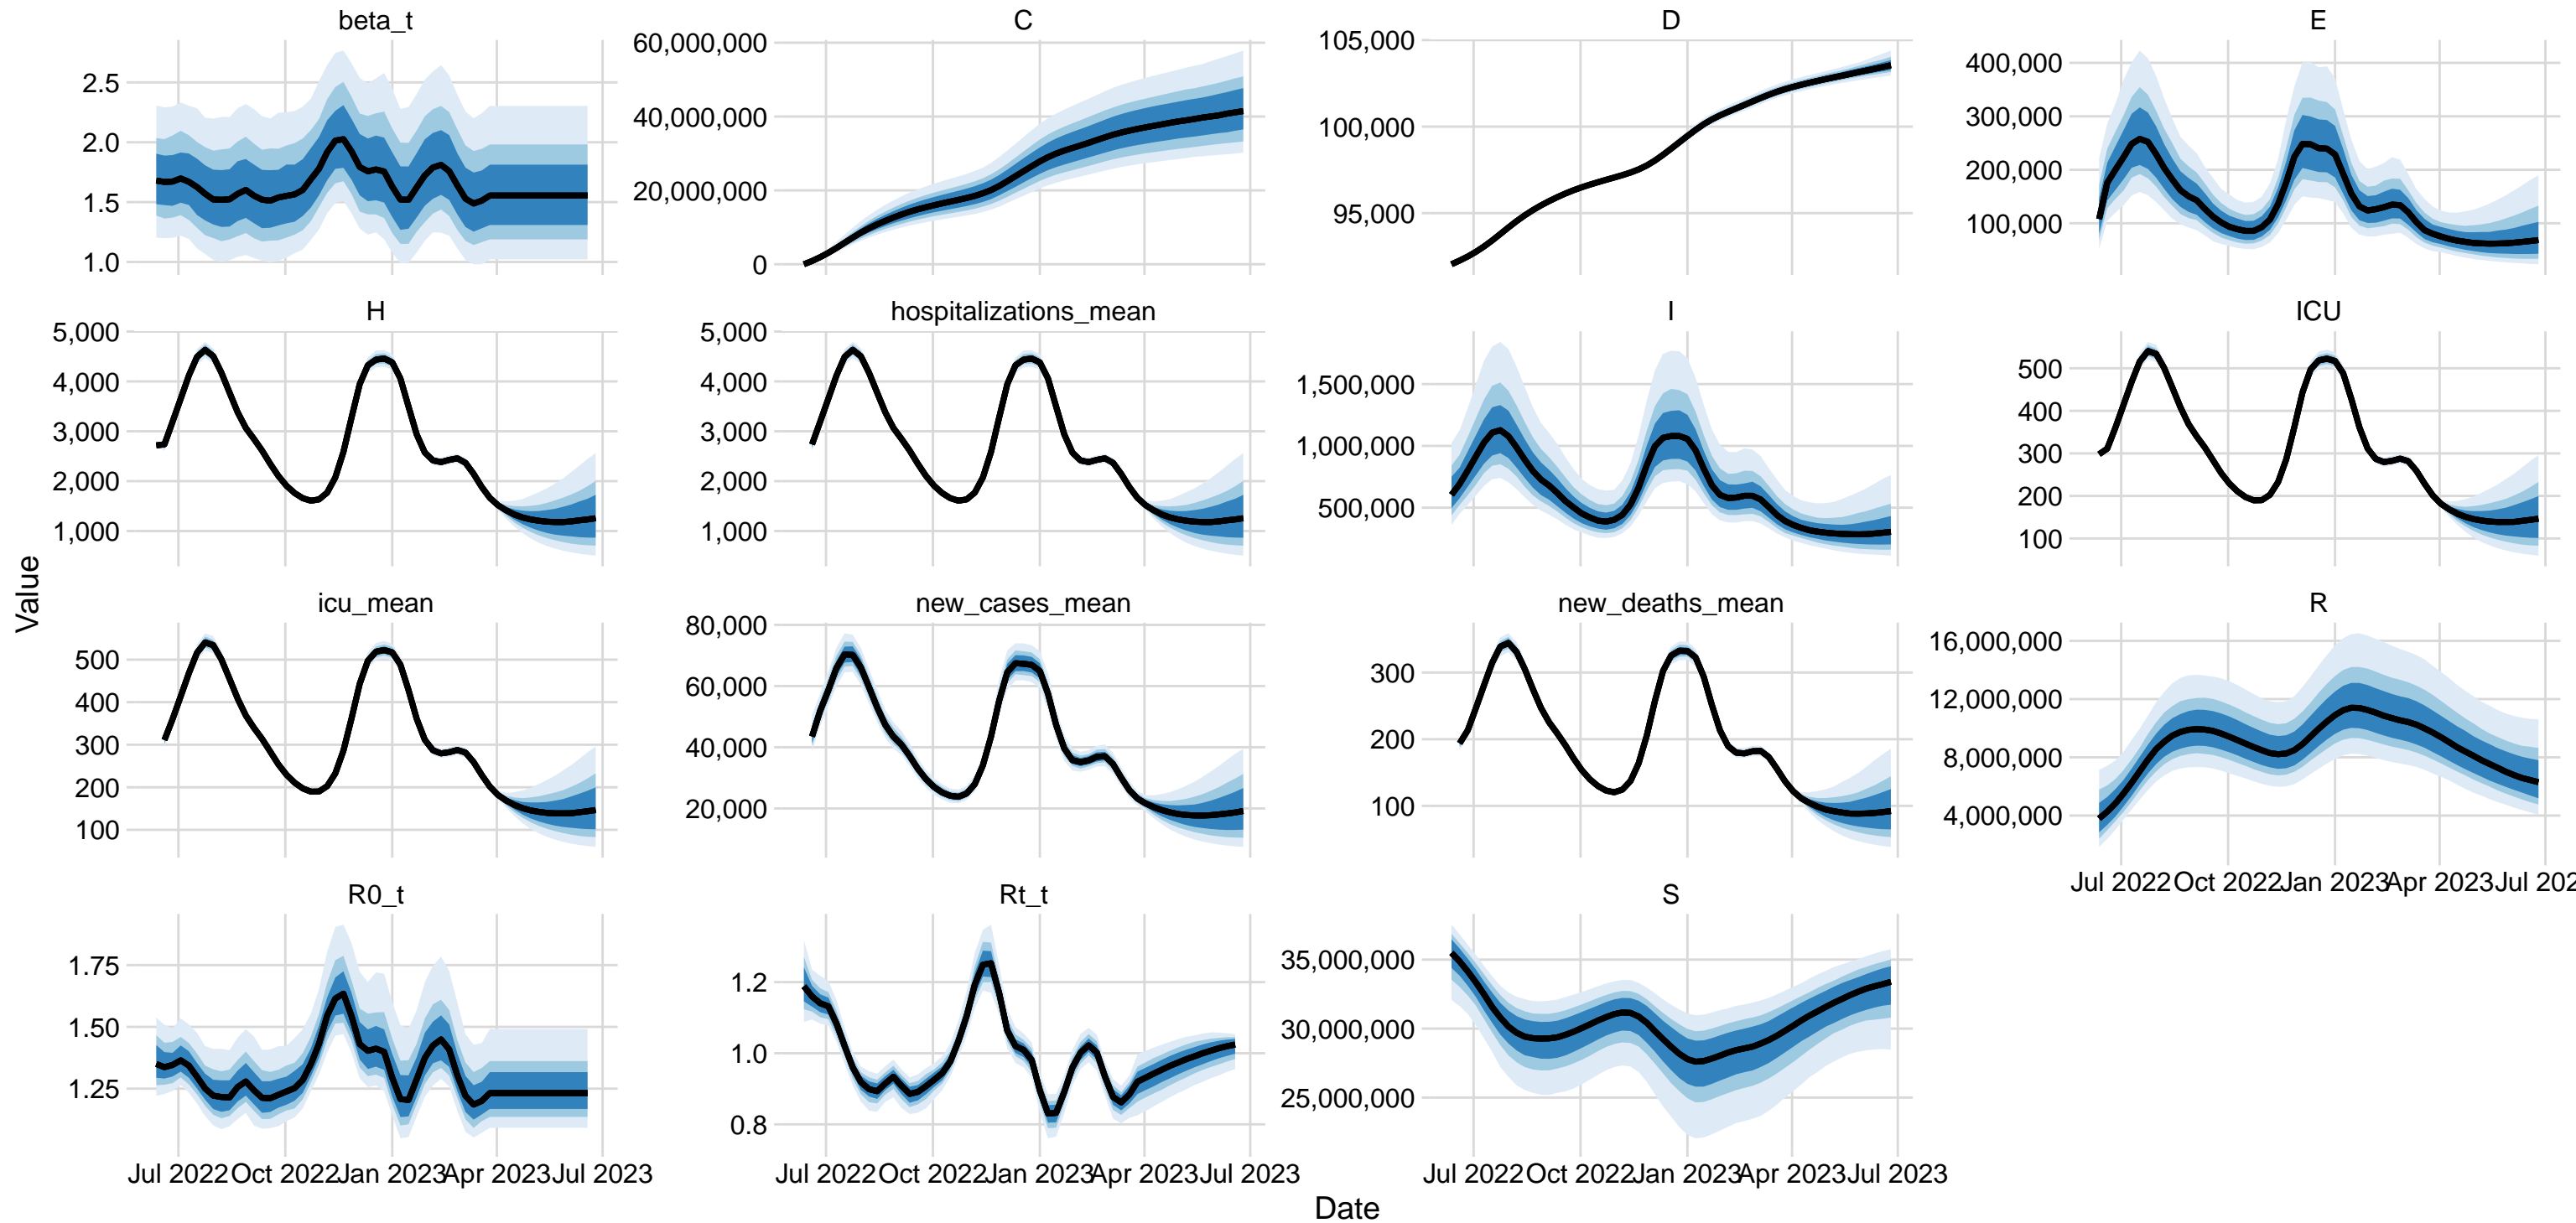 beta_t
C
D
E
2.5
2.0
1.5
1.0
60,000,000
40,000,000
20,000,000
0
105,000
100,000
95,000
400,000
300,000
200,000
100,000
H
hospitalizations_mean
I
ICU
5,000
4,000
3,000
2,000
1,000
5,000
4,000
3,000
2,000
1,000
1,500,000
1,000,000
500,000
500
400
300
200
100
Value
icu_mean
new_cases_mean
new_deaths_mean
R
500
400
300
200
100
80,000
60,000
40,000
20,000
300
200
100
16,000,000
12,000,000
8,000,000
4,000,000
Jul 2022 Oct 2022 Jan 2023 Apr 2023 Jul 202
R0_t
Rt_t
S
1.75
1.50
1.25
1.2
1.0
0.8
35,000,000
30,000,000
25,000,000
Jul 2022 Oct 2022 Jan 2023 Apr 2023 Jul 2023
Jul 2022 Oct 2022 Jan 2023 Apr 2023 Jul 2023
Jul 2022 Oct 2022 Jan 2023 Apr 2023 Jul 2023
Date